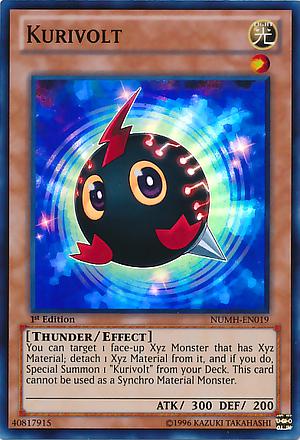 KURIVOLT
LIGHT
光
1st Edition
NUMH-EN019
[THUNDER/EFFECT]
You can target 1 face-up Xyz Monster that has Xyz
Material; detach 1 Xyz Material from it, and if you do,
Special Summon 1 "Kurivolt" from your Deck. This card
cannot be used as a Synchro Material Monster.
ATK/ 300 DEF/ 200
40817915
©1996 KAZUKI TAKAHASHI